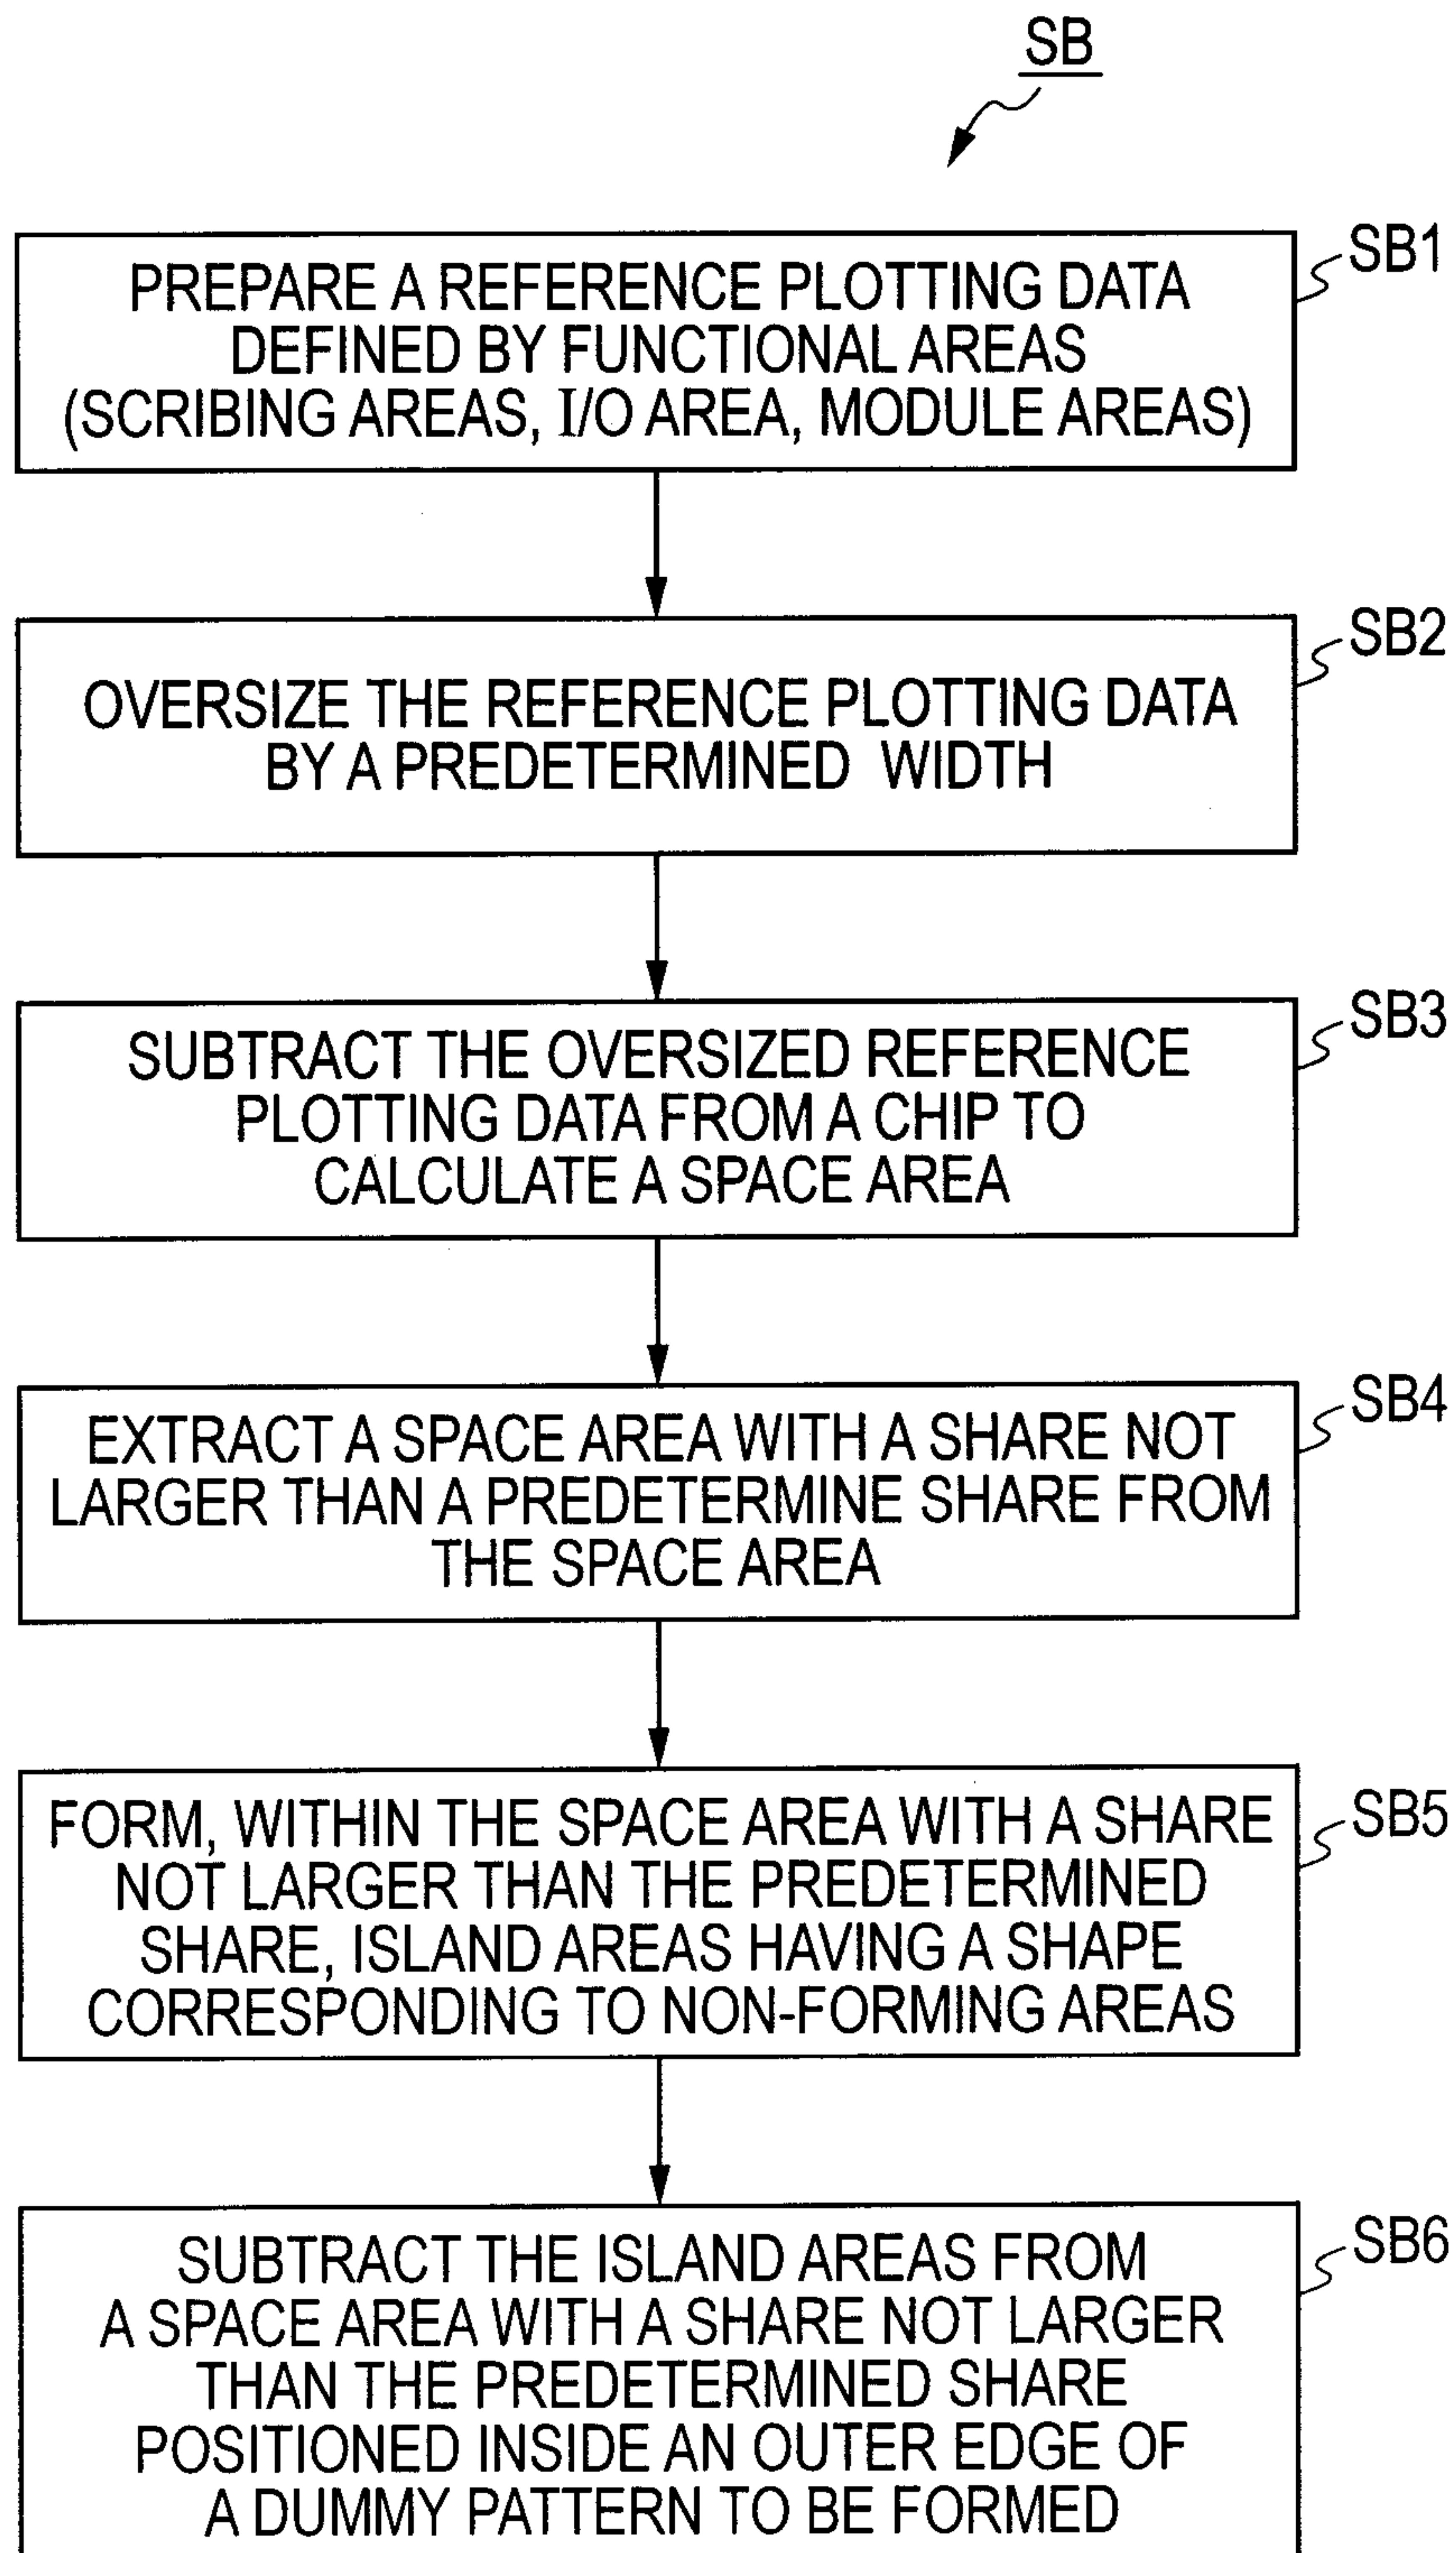 SB
SB1
PREPARE A REFERENCE PLOTTING DATA
DEFINED BY FUNCTIONAL AREAS
(SCRIBING AREAS, I/O AREA, MODULE AREAS)
SB2
OVERSIZE THE REFERENCE PLOTTING DATA
BY A PREDETERMINED WIDTH
SB3
SUBTRACT THE OVERSIZED REFERENCE
PLOTTING DATA FROM A CHIP TO
CALCULATE A SPACE AREA
SB4
EXTRACT A SPACE AREA WITH A SHARE NOT
LARGER THAN A PREDETERMINE SHARE FROM
THE SPACE AREA
SB5
FORM, WITHIN THE SPACE AREA WITH A SHARE
NOT LARGER THAN THE PREDETERMINED
SHARE, ISLAND AREAS HAVING A SHAPE
CORRESPONDING TO NON-FORMING AREAS
SB6
SUBTRACT THE ISLAND AREAS FROM
A SPACE AREA WITH A SHARE NOT LARGER
THAN THE PREDETERMINED SHARE
POSITIONED INSIDE AN OUTER EDGE OF
A DUMMY PATTERN TO BE FORMED